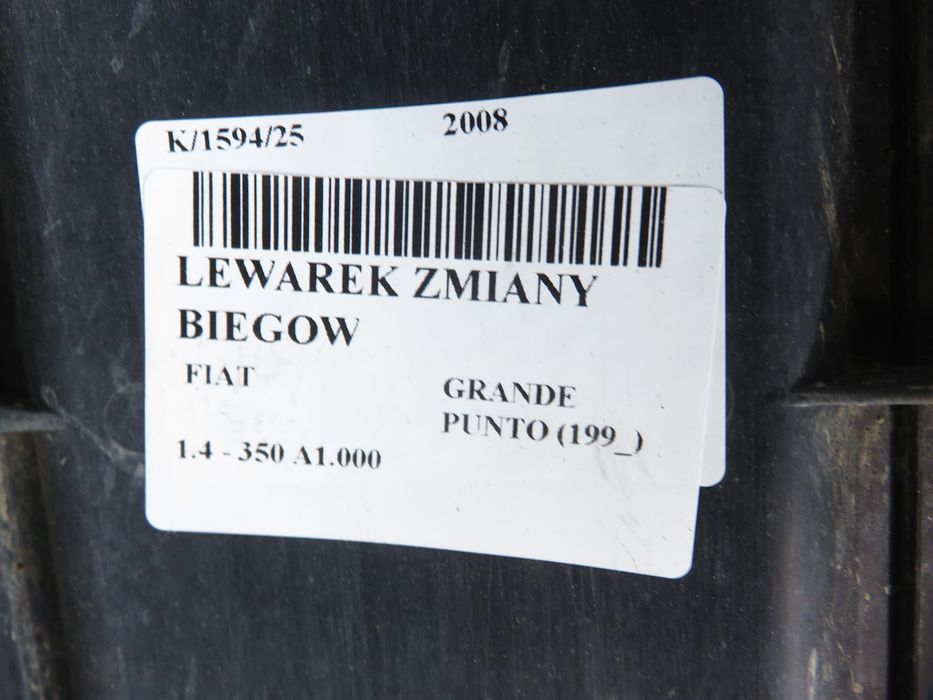 K/1594/25 2008
LEWAREK ZMIANY
BIEGOW
FIAT GRANDE
PUNTO (199_)
1.4 - 350 A1.000